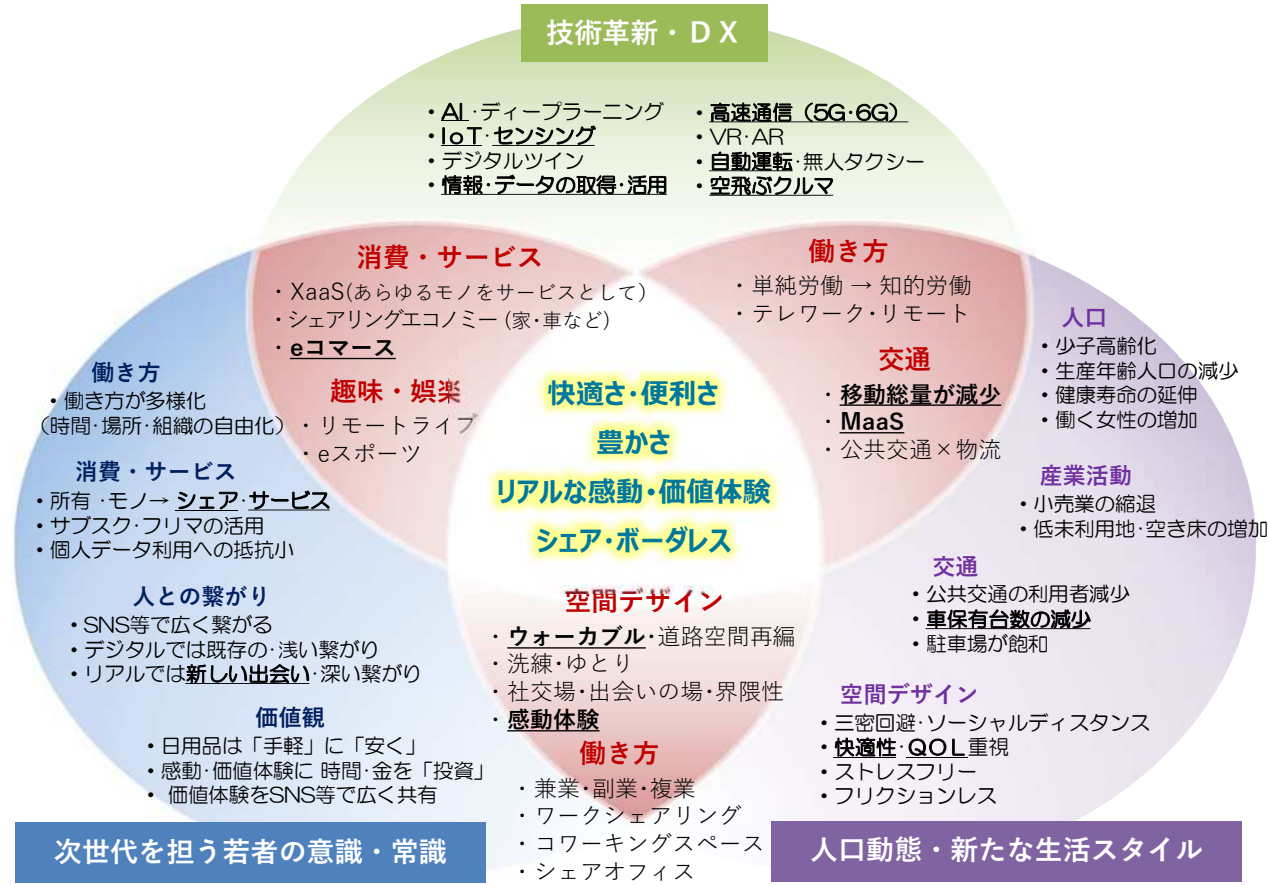 技術革新・ＤＸ
・AI・ディープラーニング
・IoT・センシング
・デジタルツイン
・情報・データの取得・活用
・高速通信（5G・6G）
・VR・AR
・自動運転・無人タクシー
・空飛ぶクルマ
消費・サービス
・XaaS(あらゆるモノをサービスとして)
・シェアリングエコノミー (家・車など)
・eコマース
趣味・娯楽
・リモートライブ
・eスポーツ
働き方
・単純労働 → 知的労働
・テレワーク・リモート
交通
・移動総量が減少
・MaaS
・公共交通×物流
快適さ・便利さ
豊かさ
リアルな感動・価値体験
シェア・ボーダレス
働き方
・働き方が多様化
（時間・場所・組織の自由化）
消費・サービス
・所有・モノ→ シェア・サービス
・サブスク・フリマの活用
・個人データ利用への抵抗小
人との繋がり
・SNS等で広く繋がる
・デジタルでは既存の・浅い繋がり
・リアルでは新しい出会い・深い繋がり
価値観
・日用品は「手軽」に「安く」
・感動・価値体験に 時間・金を「投資」
・価値体験をSNS等で広く共有
次世代を担う若者の意識・常識
空間デザイン
・ウォーカブル・道路空間再編
・洗練・ゆとり
・社交場・出会いの場・界隈性
・感動体験
働き方
・兼業・副業・複業
・ワークシェアリング
・コワーキングスペース
・シェアオフィス
人口
・少子高齢化
・生産年齢人口の減少
・健康寿命の延伸
・働く女性の増加
産業活動
・小売業の縮退
・低未利用地・空き床の増加
交通
・公共交通の利用者減少
・車保有台数の減少
・駐車場が飽和
空間デザイン
・三密回避・ソーシャルディスタンス
・快適性・ＱＯＬ重視
・ストレスフリー
・フリクションレス
人口動態・新たな生活スタイル